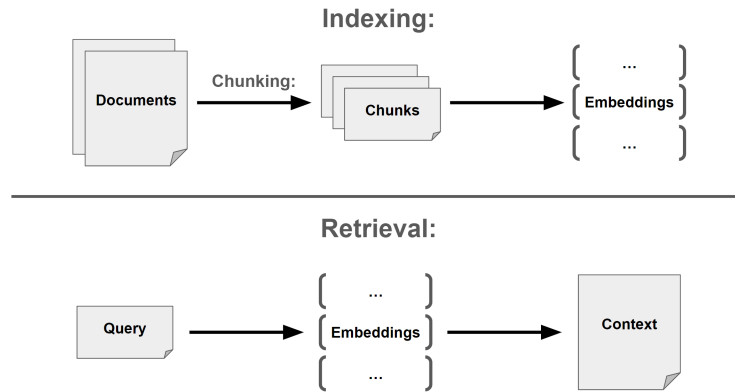 Indexing:
Documents
Chunking:
Chunks
...
Embeddings
...
Retrieval:
Query
...
Embeddings
...
Context